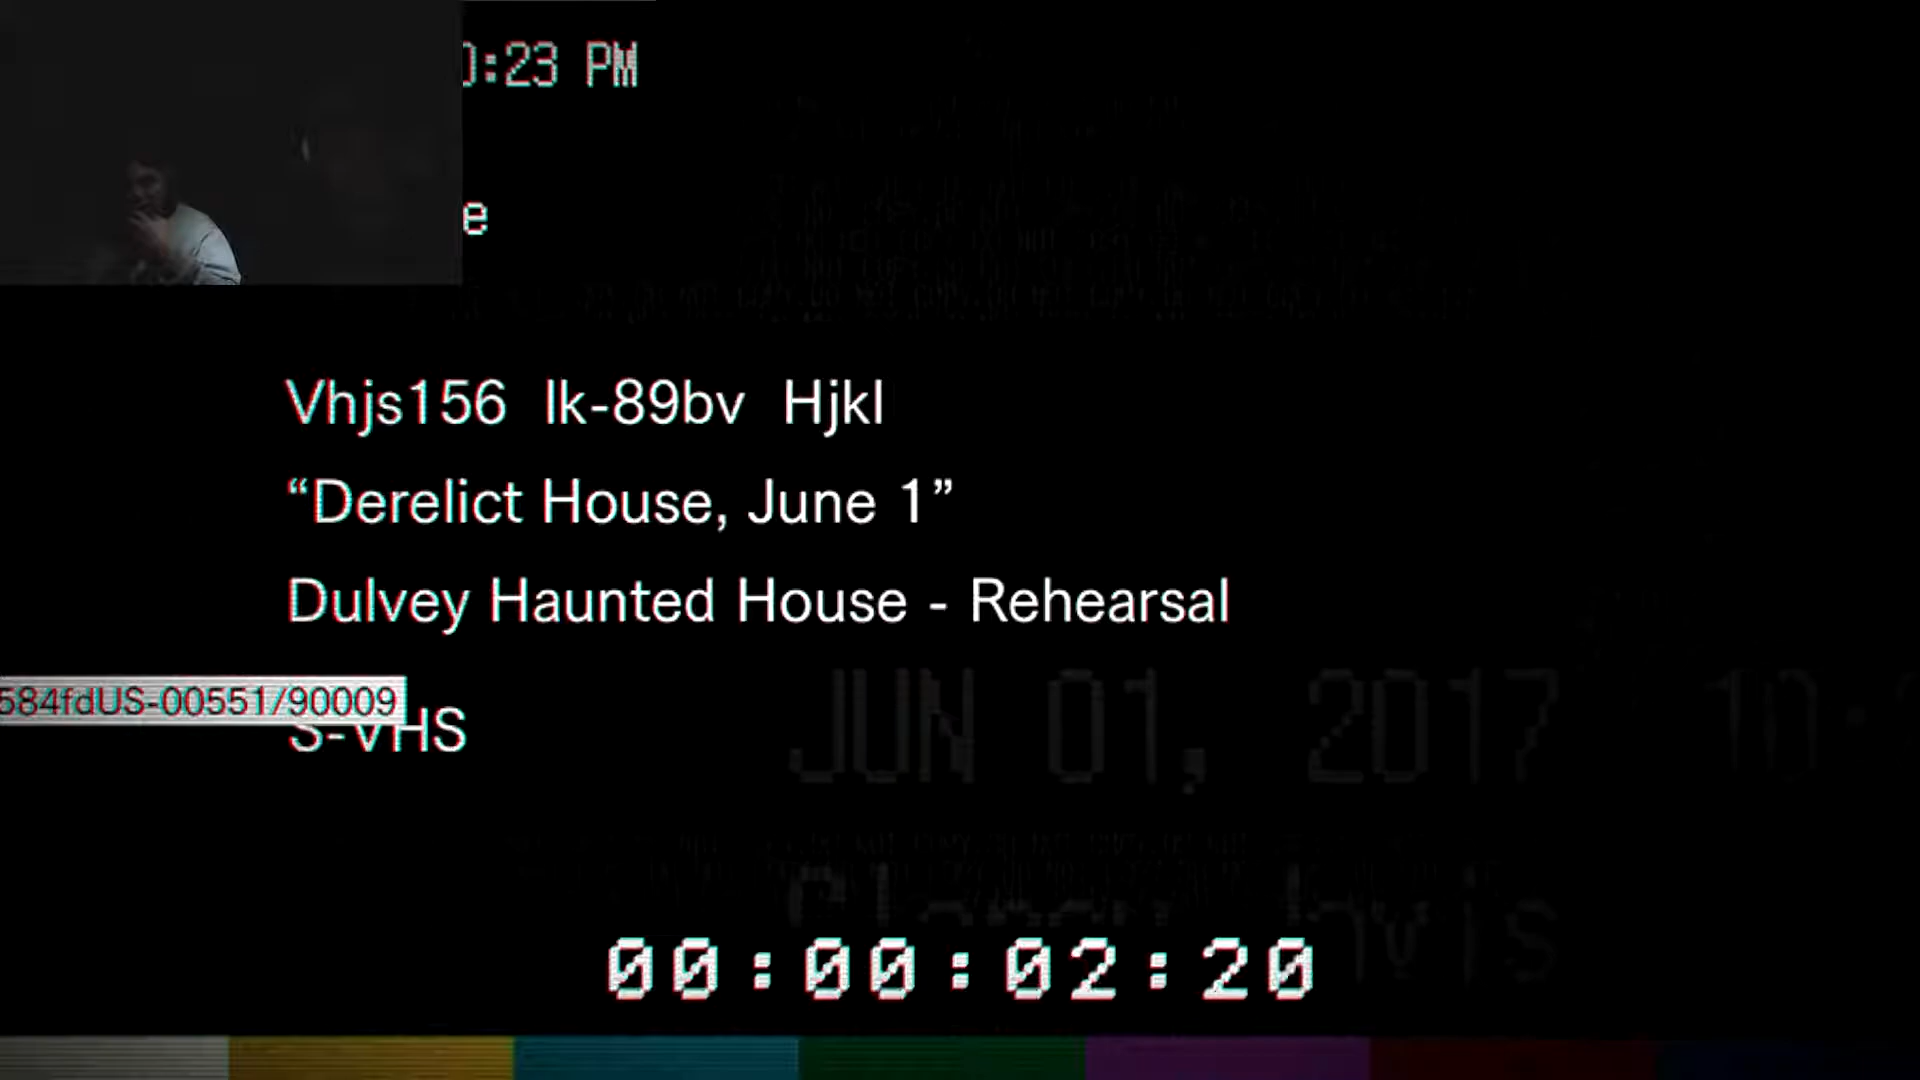 0:23 PM
e
Vhjs156 lk-89bv Hjkl
“Derelict House, June 1”
Dulvey Haunted House - Rehearsal
584fdUS-00551/90009
S-VHS
JUN 01, 2017 10:
00:00:02:20